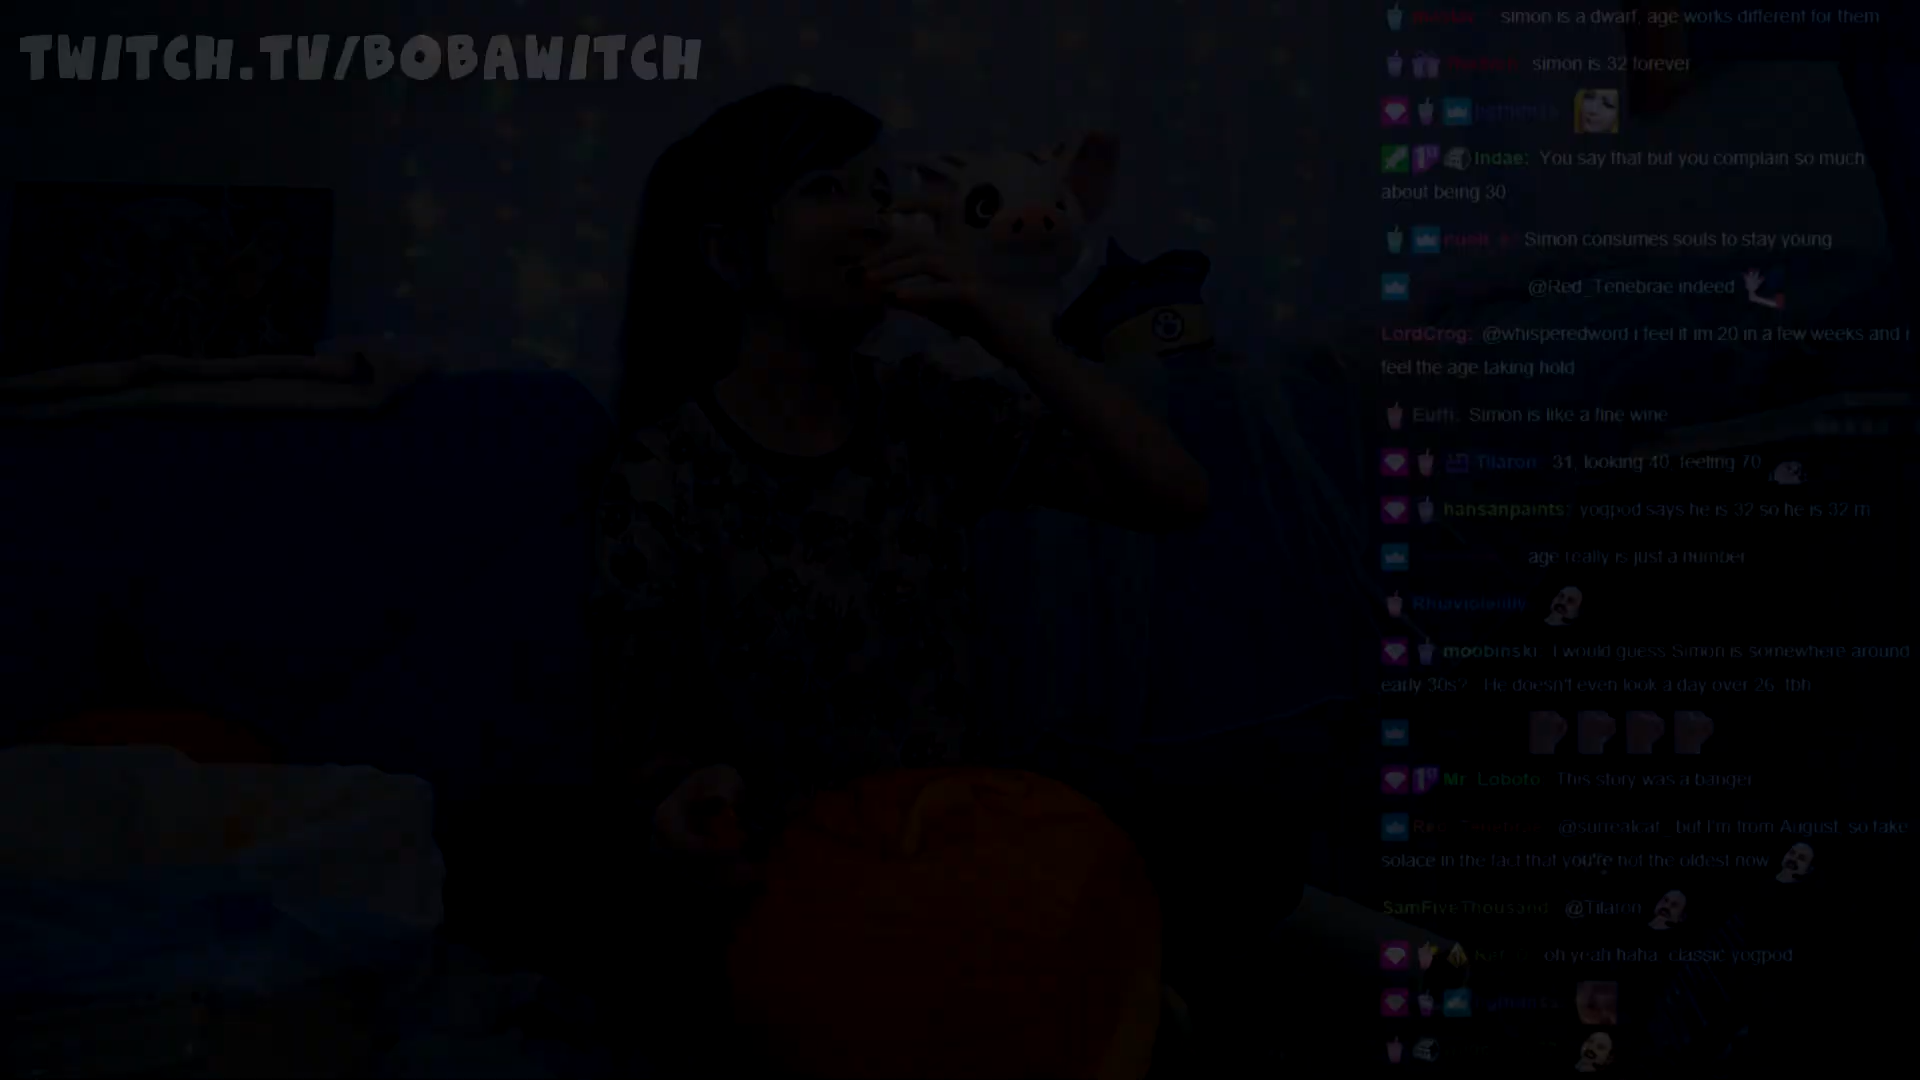 TWITCH.TV/BOBAWITCH
simon is a dwarf, age works different for them
simon is 32 forever
Indae: You say that but you complain so much
about being 30
Simon consumes souls to stay young
@Red_Tenebrae indeed
LordCrog: @whisperedword i feel it im 20 in a few weeks and i
feel the age taking hold
Euffi: Simon is like a fine wine
Tilaron: 31, looking 40, feeling 70
hansanpaints: yogpod says he is 32 so he is 32 m
age really is just a number
moobinski: I would guess Simon is somewhere around
early 30s? He doesn't even look a day over 26 tbh
Mr_Loboto: This story was a banger
@surrealcat_ but I'm from August, so take
solace in the fact that you're not the oldest now
SamFiveThousand: @Tilaron
oh yeah haha, classic yogpod